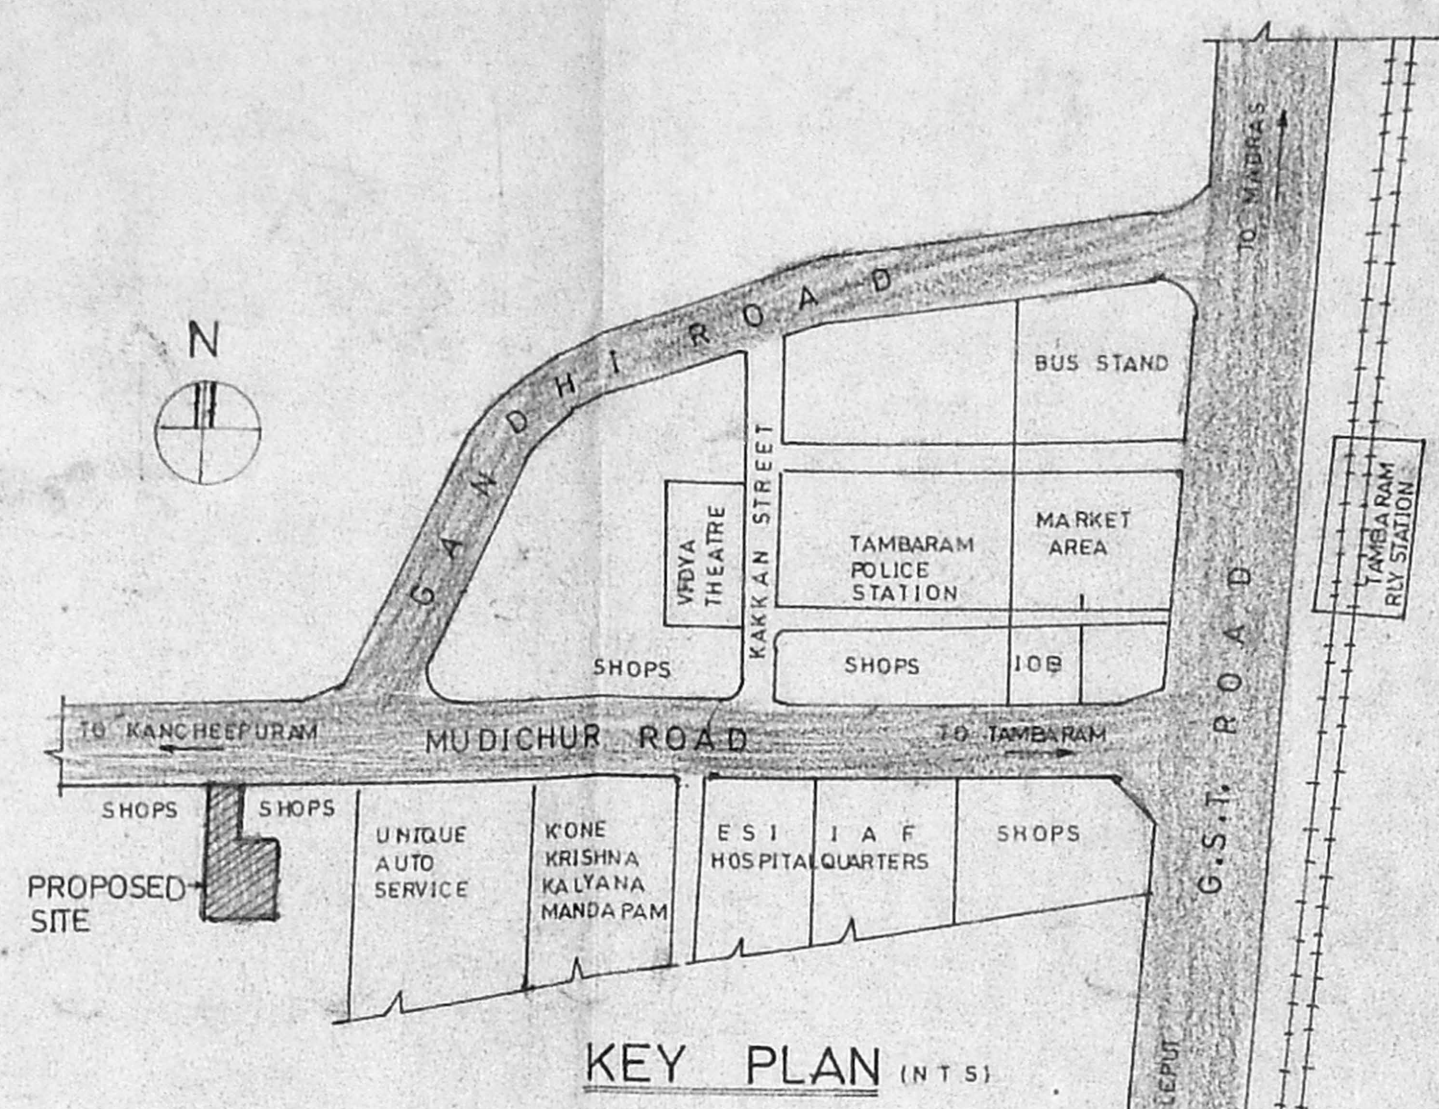 TO MADRAS
N
GANDHI ROAD
BUS STAND
KAKKAN STREET
VIDYA
THEATRE
TAMBARAM
POLICE
STATION
MARKET
AREA
TAMBARAM
RLY STATION
SHOPS
SHOPS
IOB
G.S.T. ROAD
TO KANCHEEPURAM
MUDICHUR ROAD
TO TAMBARAM
SHOPS
SHOPS
PROPOSED
SITE
UNIQUE
AUTO
SERVICE
KONE
KRISHNA
KALYANA
MANDAPAM
ESI
HOSPITAL
IAF
QUARTERS
SHOPS
KEY PLAN (NTS)